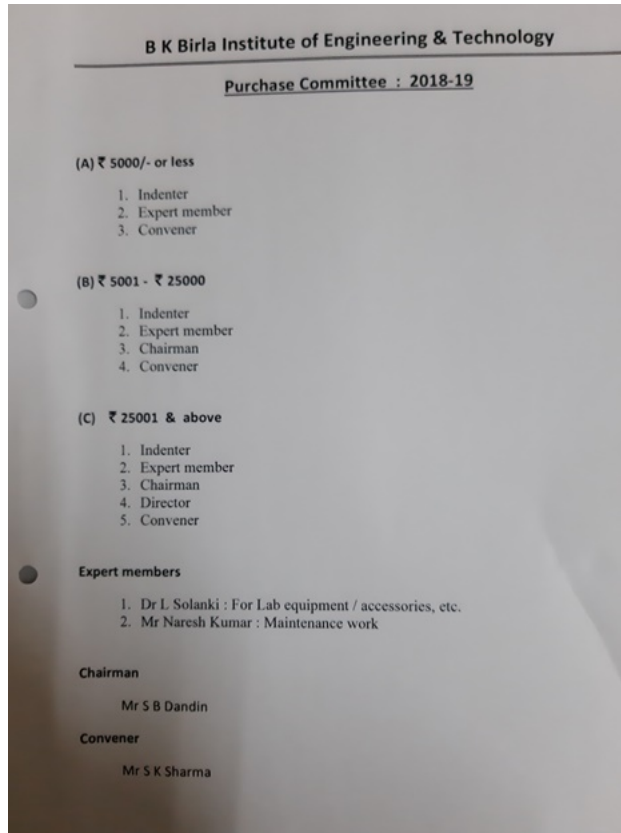 B K Birla Institute of Engineering & Technology
Purchase Committee : 2018-19
(A) ₹ 5000/- or less
1. Indenter
2. Expert member
3. Convener
(B) ₹ 5001 - ₹ 25000
1. Indenter
2. Expert member
3. Chairman
4. Convener
(C) ₹ 25001 & above
1. Indenter
2. Expert member
3. Chairman
4. Director
5. Convener
Expert members
1. Dr L Solanki : For Lab equipment / accessories, etc.
2. Mr Naresh Kumar : Maintenance work
Chairman
Mr S B Dandin
Convener
Mr S K Sharma